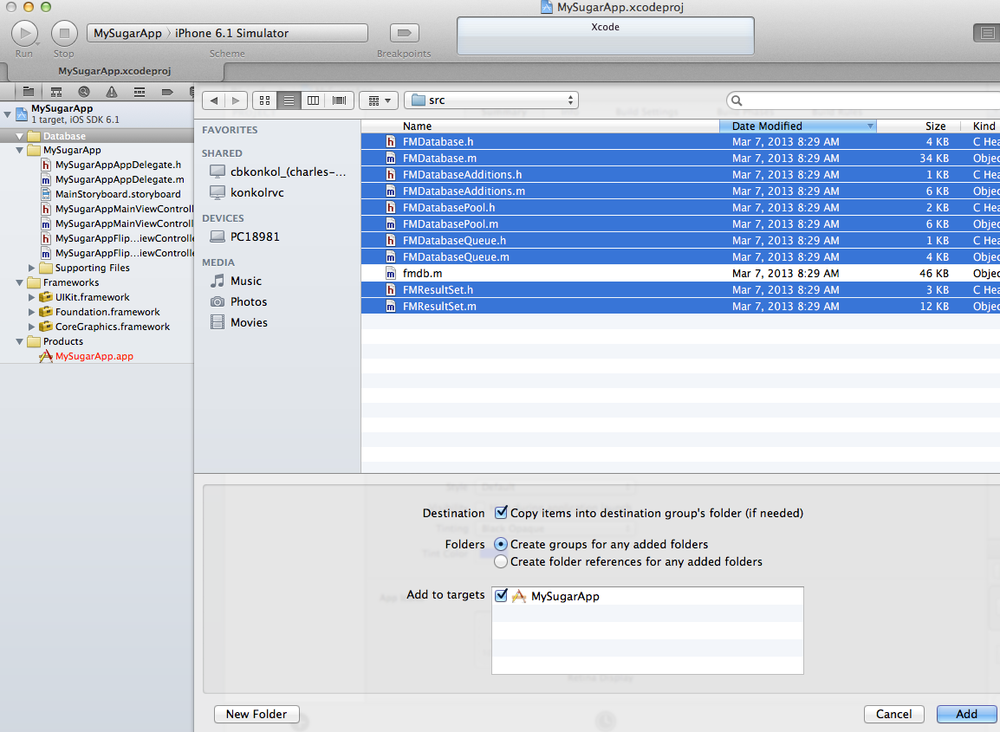 MySugarApp.xcodeproj
MySugarApp › iPhone 6.1 Simulator
Xcode
Run
Stop
Scheme
Breakpoints
MySugarApp.xcodeproj
MySugarApp
1 target, iOS SDK 6.1
Database
MySugarApp
MySugarAppAppDelegate.h
MySugarAppAppDelegate.m
MainStoryboard.storyboard
MySugarAppMainViewControll
MySugarAppMainViewControll
MySugarAppFlip...iewControlle
MySugarAppFlip...iewControlle
Supporting Files
Frameworks
UIKit.framework
Foundation.framework
CoreGraphics.framework
Products
MySugarApp.app
src
FAVORITES
SHARED
cbkonkol_(charles-...
konkolrvc
DEVICES
PC18981
MEDIA
Music
Photos
Movies
Name Date Modified Size Kind
FMDatabase.h Mar 7, 2013 8:29 AM 4 KB C Hea
FMDatabase.m Mar 7, 2013 8:29 AM 34 KB Objec
FMDatabaseAdditions.h Mar 7, 2013 8:29 AM 1 KB C Hea
FMDatabaseAdditions.m Mar 7, 2013 8:29 AM 6 KB Objec
FMDatabasePool.h Mar 7, 2013 8:29 AM 2 KB C Hea
FMDatabasePool.m Mar 7, 2013 8:29 AM 6 KB Objec
FMDatabaseQueue.h Mar 7, 2013 8:29 AM 1 KB C Hea
FMDatabaseQueue.m Mar 7, 2013 8:29 AM 4 KB Objec
fmdb.m Mar 7, 2013 8:29 AM 46 KB Objec
FMResultSet.h Mar 7, 2013 8:29 AM 3 KB C Hea
FMResultSet.m Mar 7, 2013 8:29 AM 12 KB Objec
Destination Copy items into destination group's folder (if needed)
Folders Create groups for any added folders
Create folder references for any added folders
Add to targets MySugarApp
New Folder
Cancel
Add